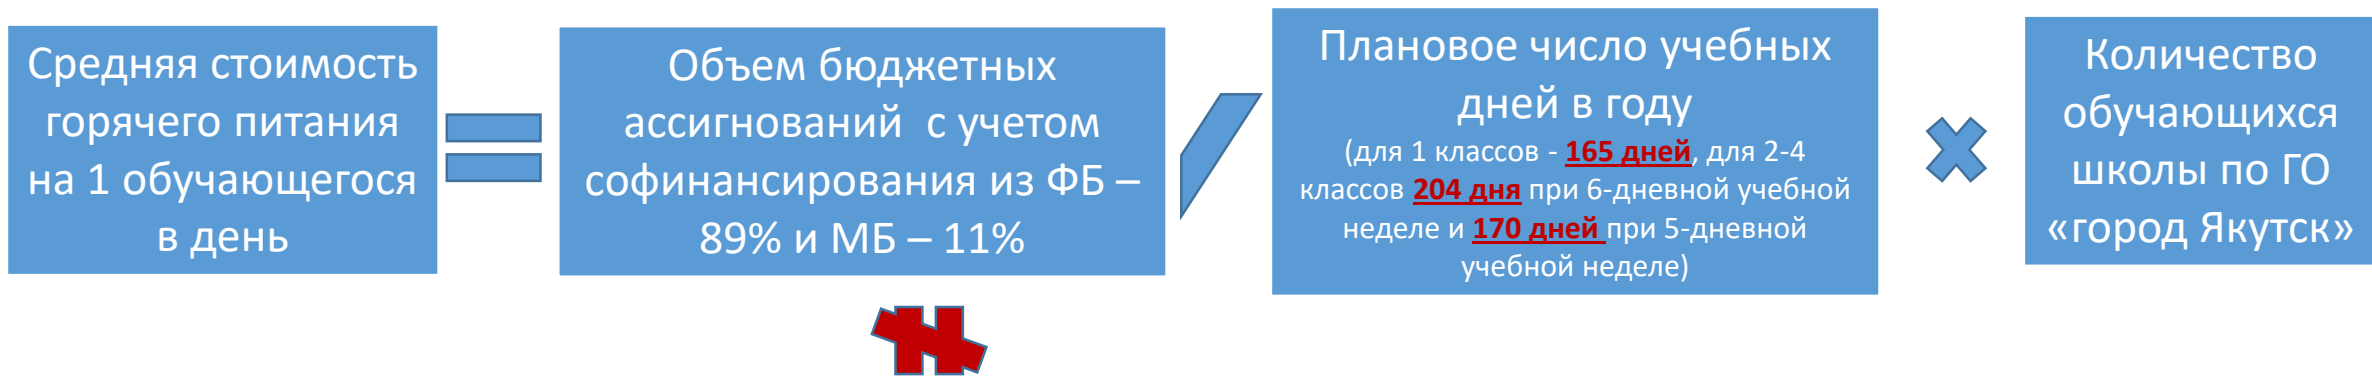 Средняя стоимость
горячего питания
на 1 обучающегося
в день
Объем бюджетных
ассигнований с учетом
софинансирования из ФБ –
89% и МБ – 11%
Плановое число учебных
дней в году
(для 1 классов - 165 дней, для 2-4
классов 204 дня при 6-дневной учебной
неделе и 170 дней при 5-дневной
учебной неделе)
Количество
обучающихся
школы по ГО
«город Якутск»